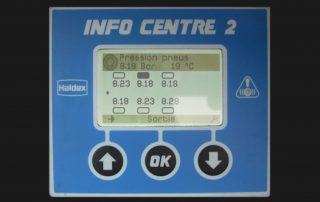 INFO CENTRE 2
Haldex
Pression pneus
8.18 Bar 19 °C
8.23 8.18 8.18
8.18 8.23 8.28
Sortie
OK